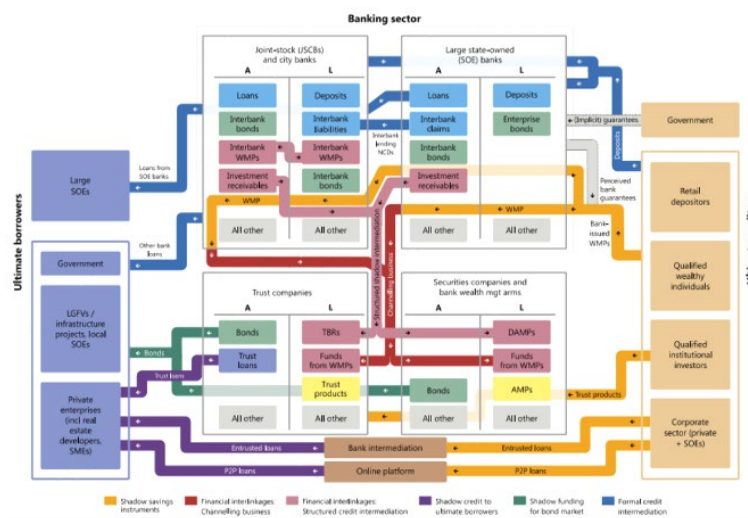 Banking sector
Joint-stock (JSCBs)
and city banks
Large state-owned
(SOE) banks
A
L
A
L
Loans
Deposits
Loans
Deposits
Interbank
bonds
Interbank
liabilities
Interbank
claims
Enterprise
bonds
Interbank
WMPs
Interbank
WMPs
Interbank
bonds
Investment
receivables
Interbank
bonds
Investment
receivables
WMP
WMP
All other
All other
All other
All other
Interbank
lending
NCDs
(Implicit) guarantees
Government
Deposits
Perceived
bank
guarantees
Bank-
issued
WMPs
Retail
depositors
Qualified
wealthy
individuals
Qualified
institutional
investors
Corporate
sector (private
+ SOEs)
Ultimate borrowers
Large
SOEs
Loans from
SOE banks
Other bank
loans
Government
LGFVs /
infrastructure
projects, local
SOEs
Private
enterprises
(incl real
estate
developers,
SMEs)
Structured shadow intermediation
Channelling business
Trust companies
Securities companies and
bank wealth mgt arms
A
L
A
L
Bonds
TBRs
DAMPs
Trust
loans
Funds
from WMPs
Funds
from WMPs
Trust
products
Bonds
AMPs
All other
All other
All other
All other
Bonds
Trust loans
Trust products
Entrusted loans
Bank intermediation
Entrusted loans
P2P loans
Online platform
P2P loans
Shadow savings
instruments
Financial interlinkages:
Channelling business
Financial interlinkages:
Structured credit intermediation
Shadow credit to
ultimate borrowers
Shadow funding
for bond market
Formal credit
intermediation